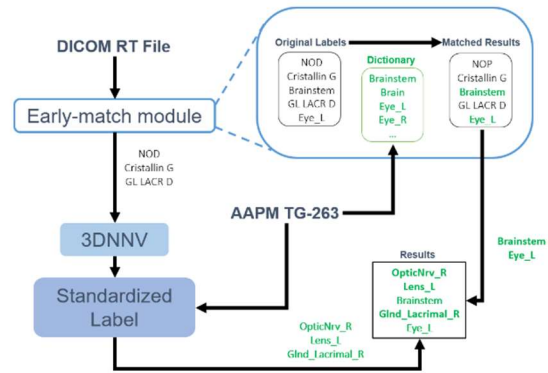 DICOM RT File
Early-match module
NOD
Cristallin G
GL LACR D
3DNNV
Standardized
Label
AAPM TG-263
Original Labels
NOD
Cristallin G
Brainstem
GL LACR D
Eye_L
Dictionary
Brainstem
Brain
Eye_L
Eye_R
...
Matched Results
NOP
Cristallin G
Brainstem
GL LACR D
Eye_L
Brainstem
Eye_L
Results
OpticNrv_R
Lens_L
Brainstem
Glnd_Lacrimal_R
Eye_L
OpticNrv_R
Lens_L
Glnd_Lacrimal_R